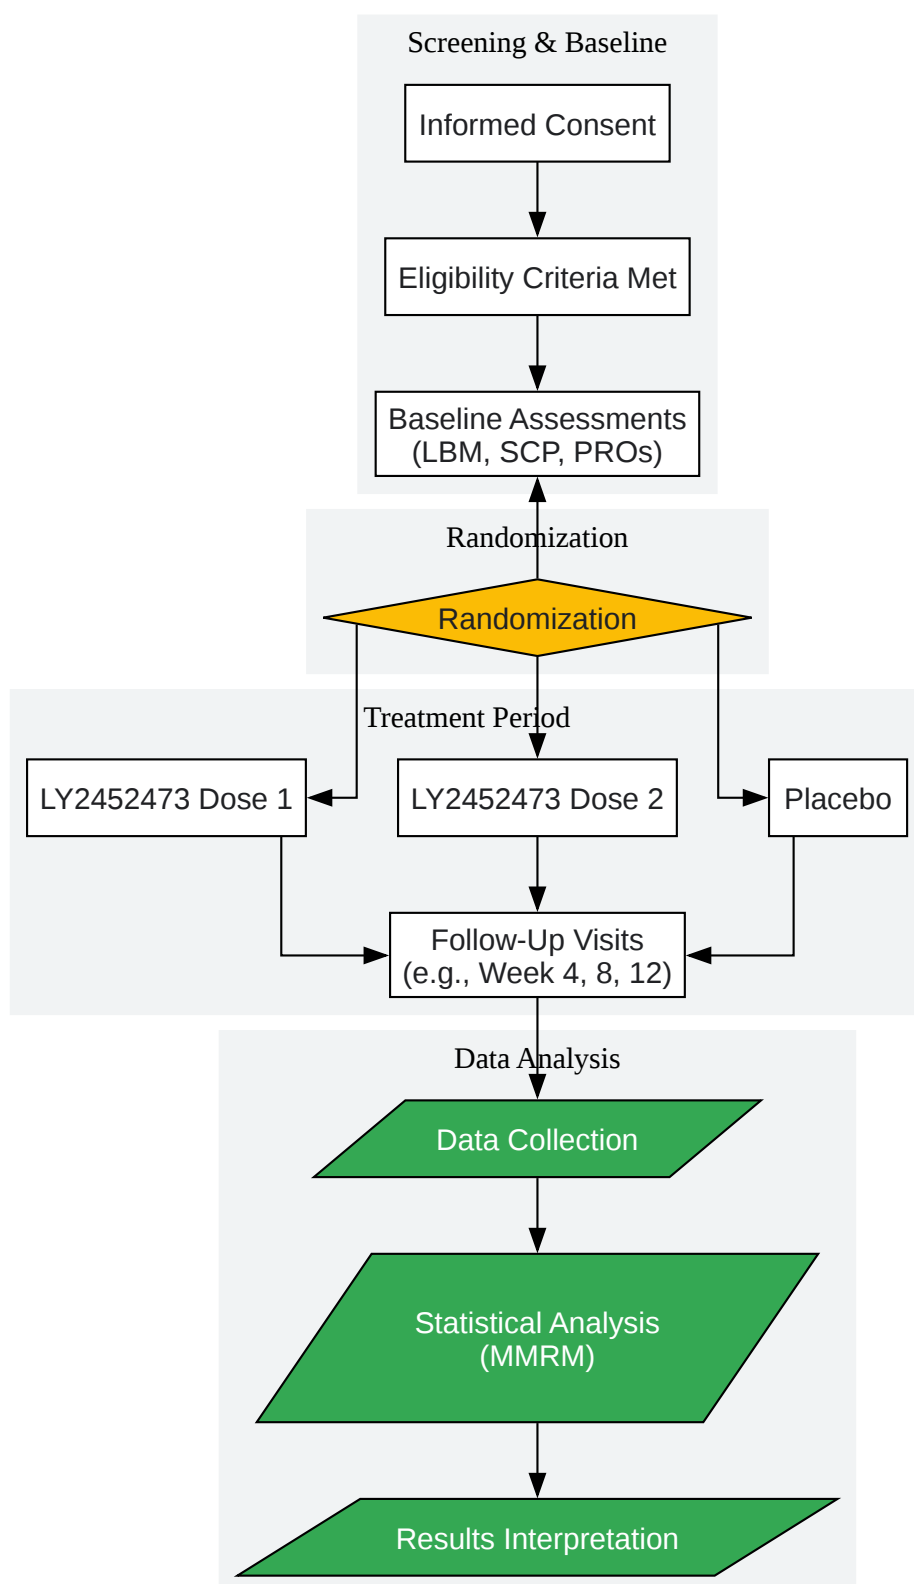 Screening & Baseline
Informed Consent
Eligibility Criteria Met
Baseline Assessments
(LBM, SCP, PROs)
Randomization
Randomization
Treatment Period
LY2452473 Dose 1
LY2452473 Dose 2
Placebo
Follow-Up Visits
(e.g., Week 4, 8, 12)
Data Analysis
Data Collection
Statistical Analysis
(MMRM)
Results Interpretation